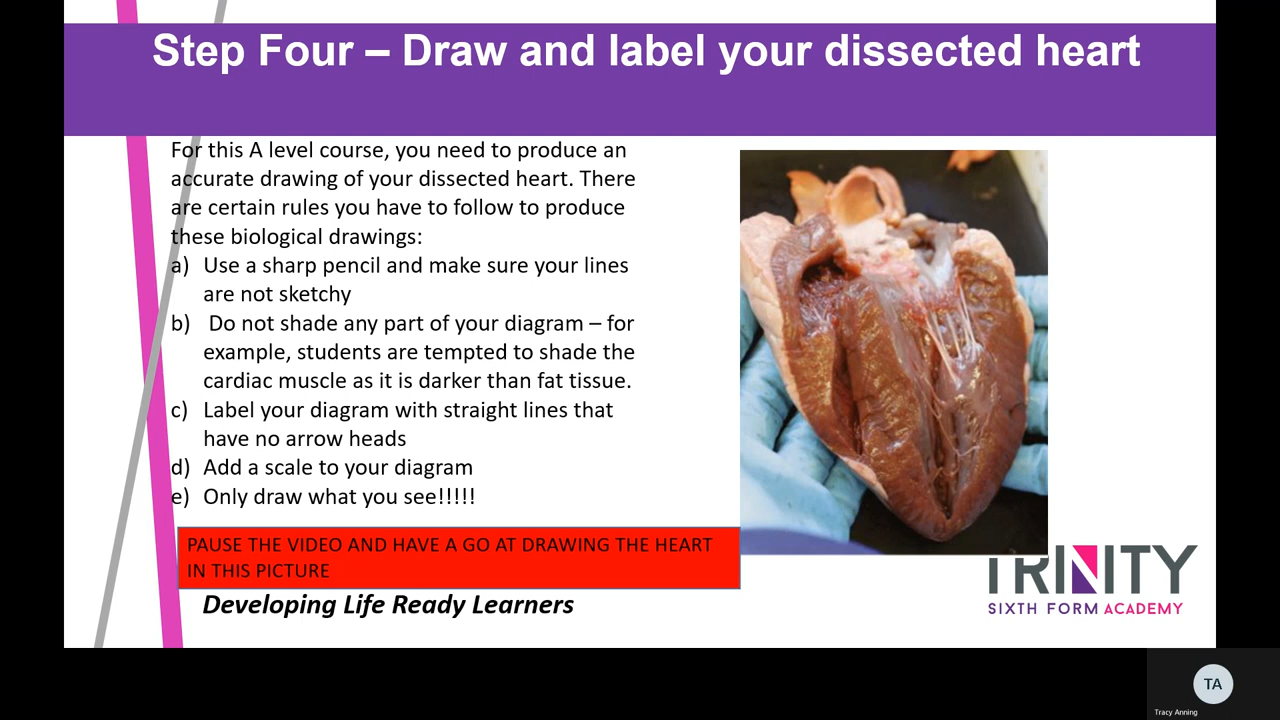 Step Four – Draw and label your dissected heart
For this A level course, you need to produce an
accurate drawing of your dissected heart. There
are certain rules you have to follow to produce
these biological drawings:
a) Use a sharp pencil and make sure your lines
are not sketchy
b) Do not shade any part of your diagram – for
example, students are tempted to shade the
cardiac muscle as it is darker than fat tissue.
c) Label your diagram with straight lines that
have no arrow heads
d) Add a scale to your diagram
e) Only draw what you see!!!!!
PAUSE THE VIDEO AND HAVE A GO AT DRAWING THE HEART
IN THIS PICTURE
Developing Life Ready Learners
TRINITY
SIXTH FORM ACADEMY
TA
Tracy Anning